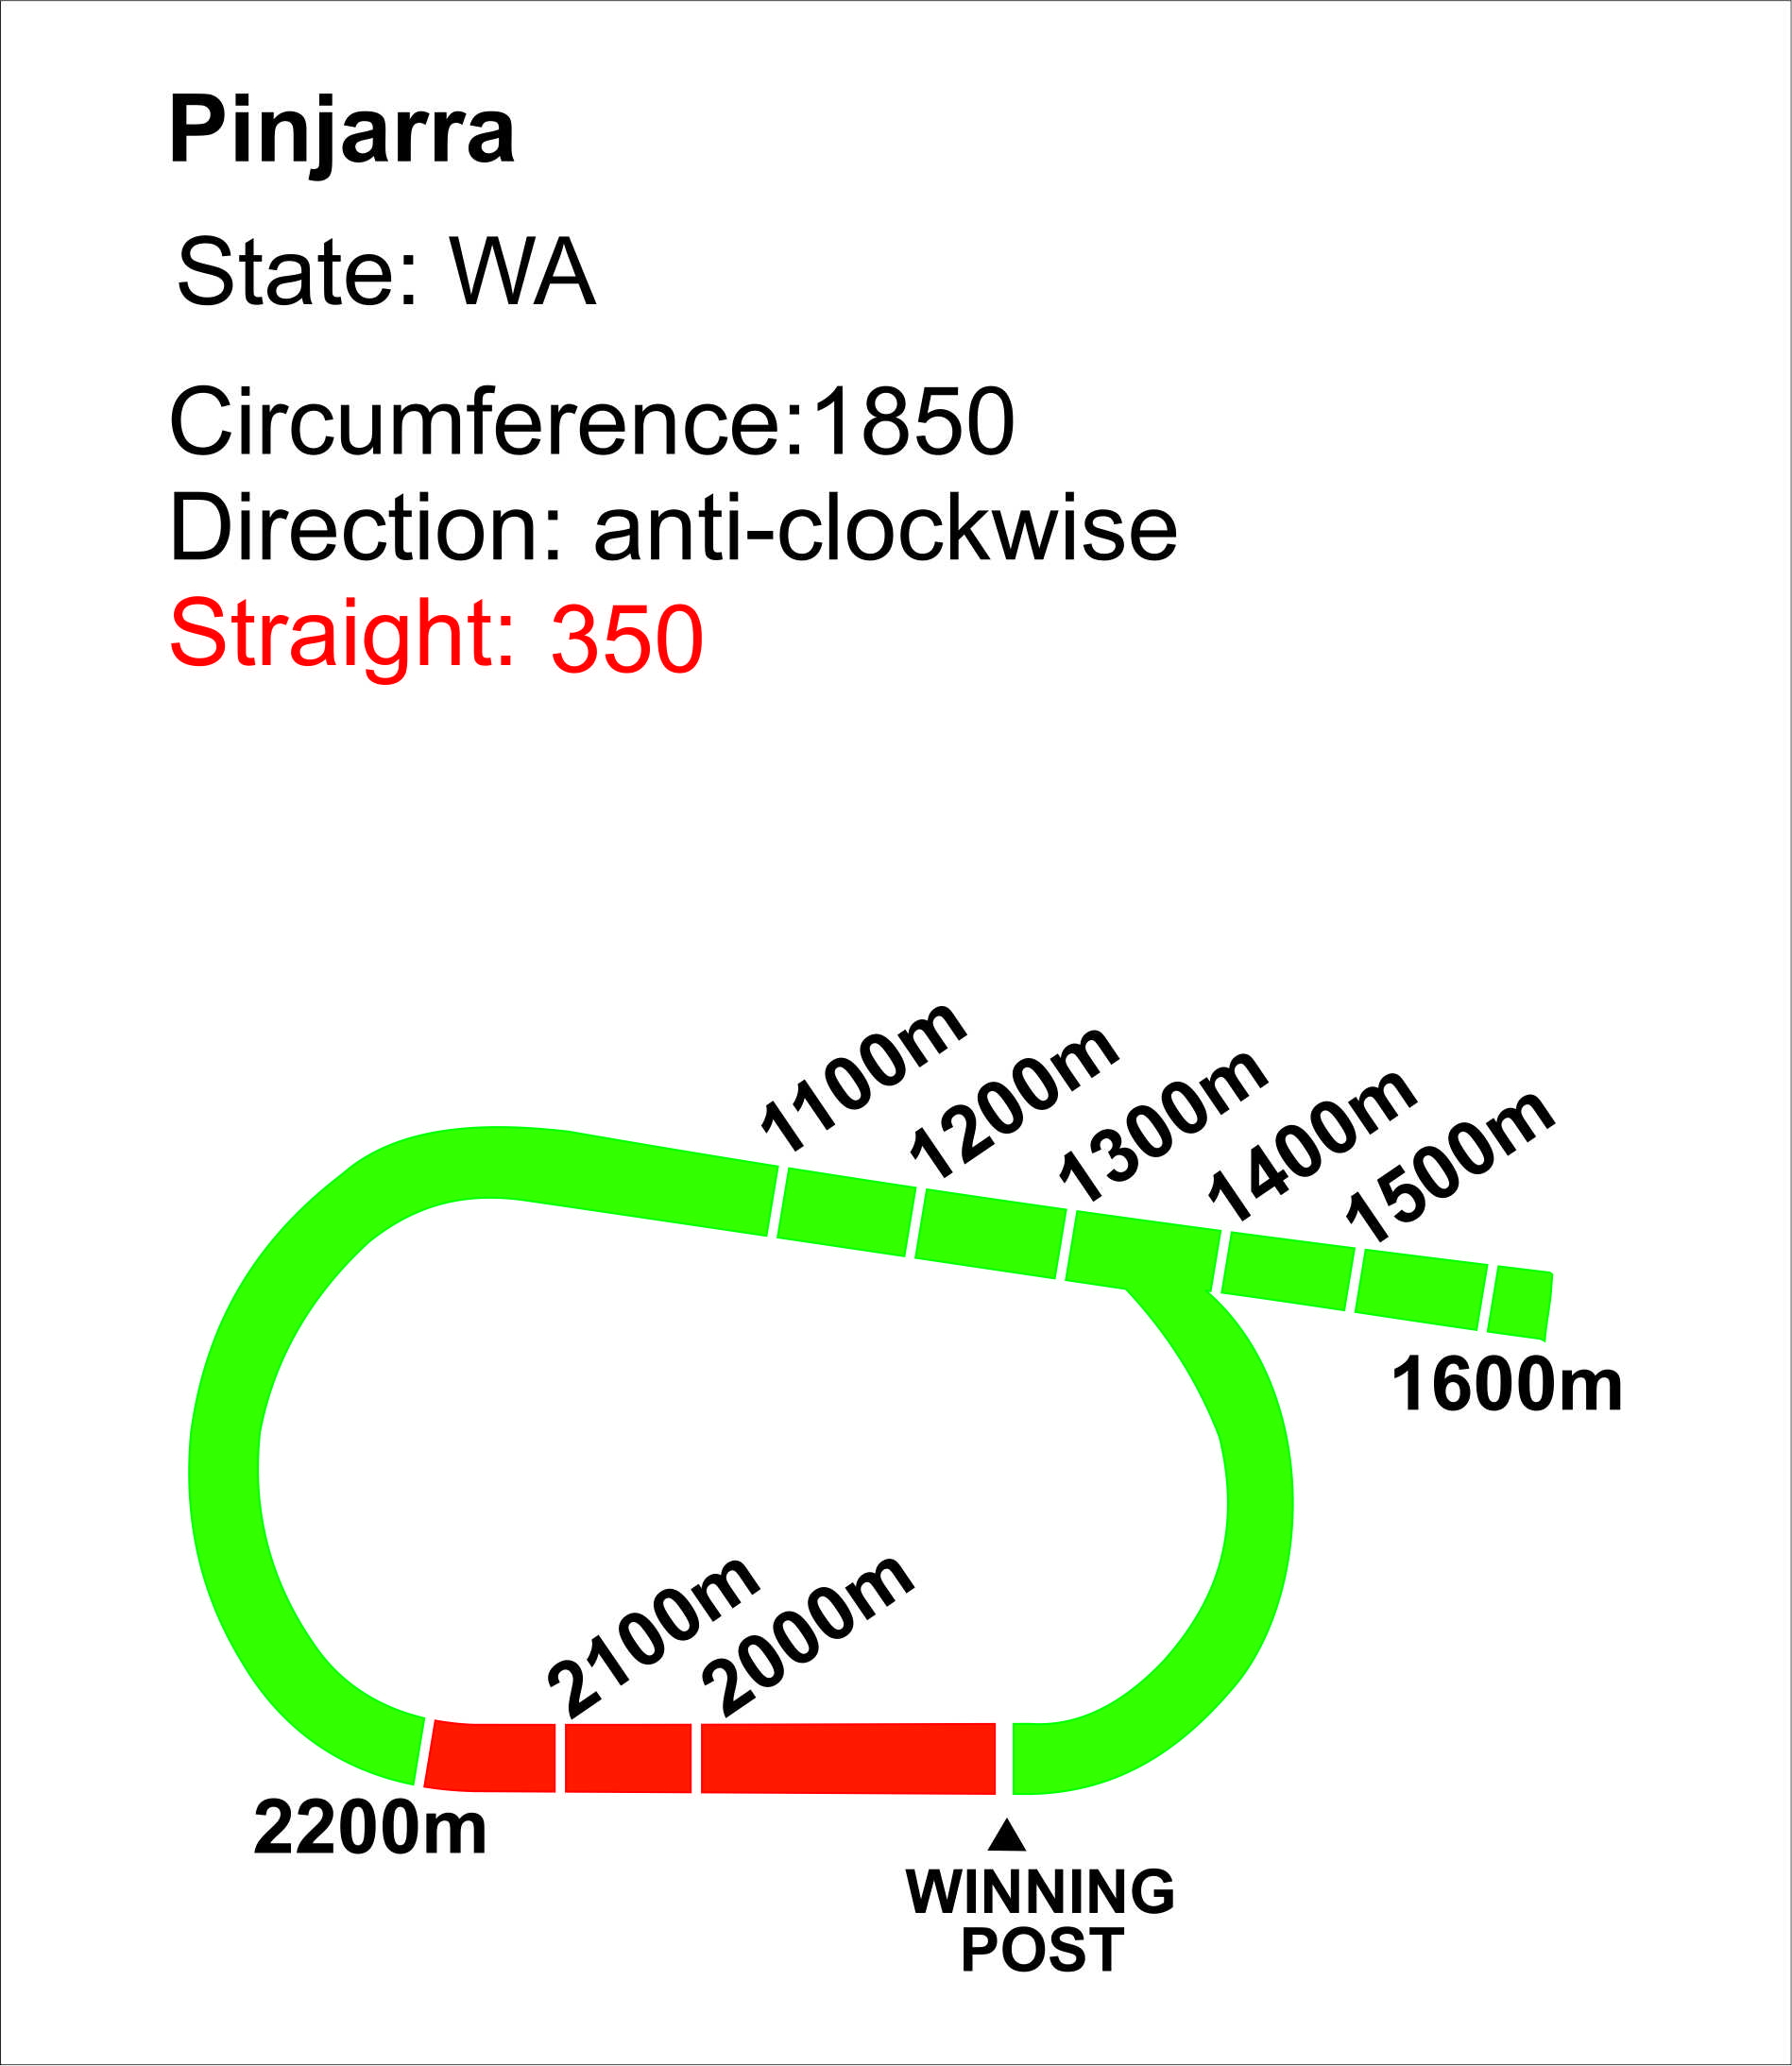 Pinjarra
State: WA
Circumference:1850
Direction: anti-clockwise
Straight: 350
1100m
1200m
1300m
1400m
1500m
1600m
2100m
2000m
2200m
WINNING
POST